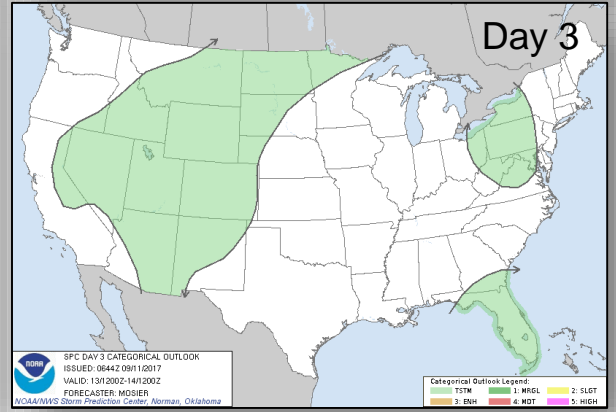 Day 3
NOAA
SPC DAY 3 CATEGORICAL OUTLOOK
ISSUED: 0644Z 09/11/2017
VALID: 13/1200Z-14/1200Z
FORECASTER: MOSIER
NOAA/NWS Storm Prediction Center, Norman, Oklahoma
Categorical Outlook Legend:
TSTM 1: MRGL 2: SLGT
3: ENH 4: MDT 5: HIGH